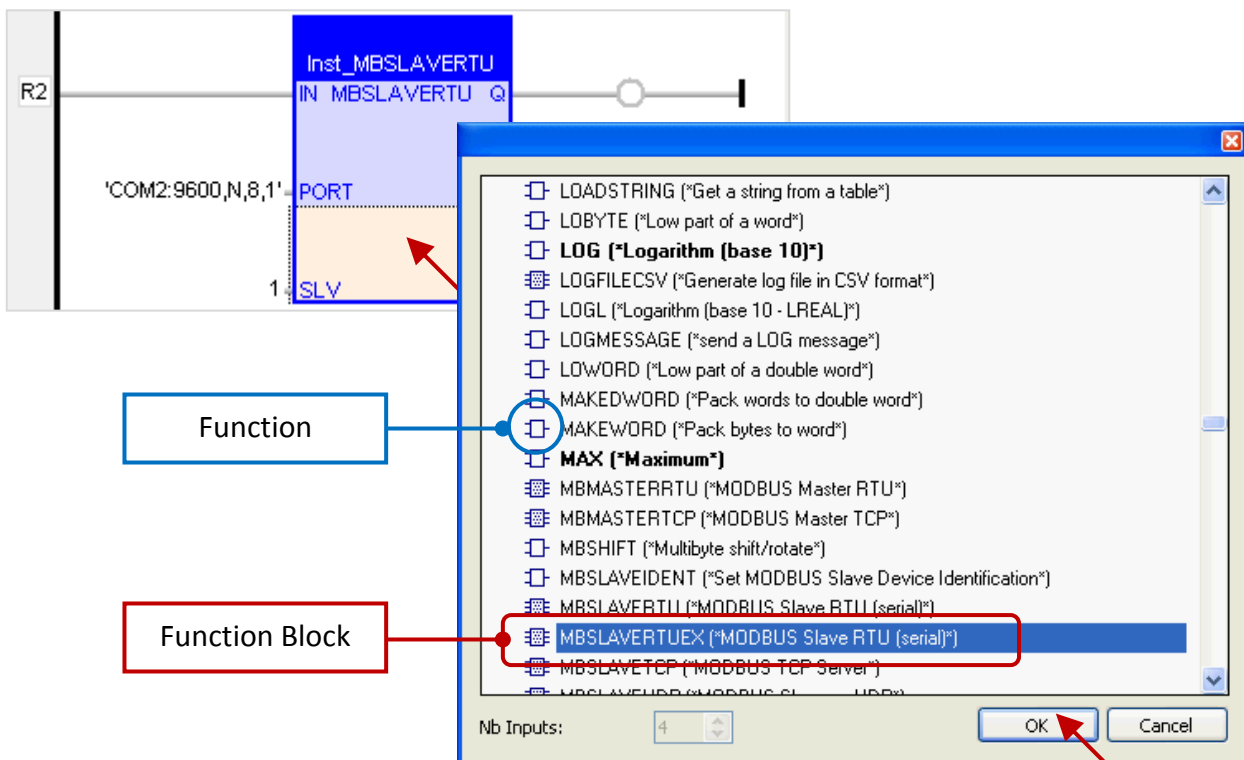 Inst_MBSLAVERTU
R2
IN MBSLAVERTU Q
'COM2:9600,N,8,1'
PORT
1
SLV
LOADSTRING (*Get a string from a table*)
LOBYTE (*Low part of a word*)
LOG (*Logarithm (base 10)*)
LOGFILECSV (*Generate log file in CSV format*)
LOGL (*Logarithm (base 10 - LREAL)*)
LOGMESSAGE (*send a LOG message*)
LOWORD (*Low part of a double word*)
MAKEDWORD (*Pack words to double word*)
MAKEWORD (*Pack bytes to word*)
MAX (*Maximum*)
MBMASTERRTU (*MODBUS Master RTU*)
MBMASTERTCP (*MODBUS Master TCP*)
MBSHIFT (*Multibyte shift/rotate*)
MBSLAVEIDENT (*Set MODBUS Slave Device Identification*)
MBSLAVERTU (*MODBUS Slave RTU (serial)*)
MBSLAVERTUEX (*MODBUS Slave RTU (serial)*)
MBSLAVETCP (*MODBUS TCP Server*)
Function
Function Block
Nb Inputs:
4
OK
Cancel